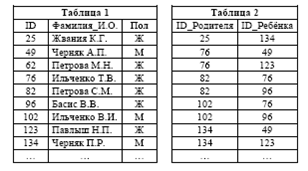 Таблица 1
ID Фамилия_И.О. Пол
25 Жвания К.Г. Ж
49 Черняк А.П. М
62 Петрова М.Н. Ж
76 Ильченко Т.В. Ж
82 Петрова С.М. Ж
96 Басис В.В. Ж
102 Ильченко В.И. М
123 Павлыш Н.П. Ж
134 Черняк П.Р. М
… … …
Таблица 2
ID_Родителя ID_Ребёнка
25 134
76 49
76 123
82 76
82 96
102 76
102 96
134 49
134 123
… …